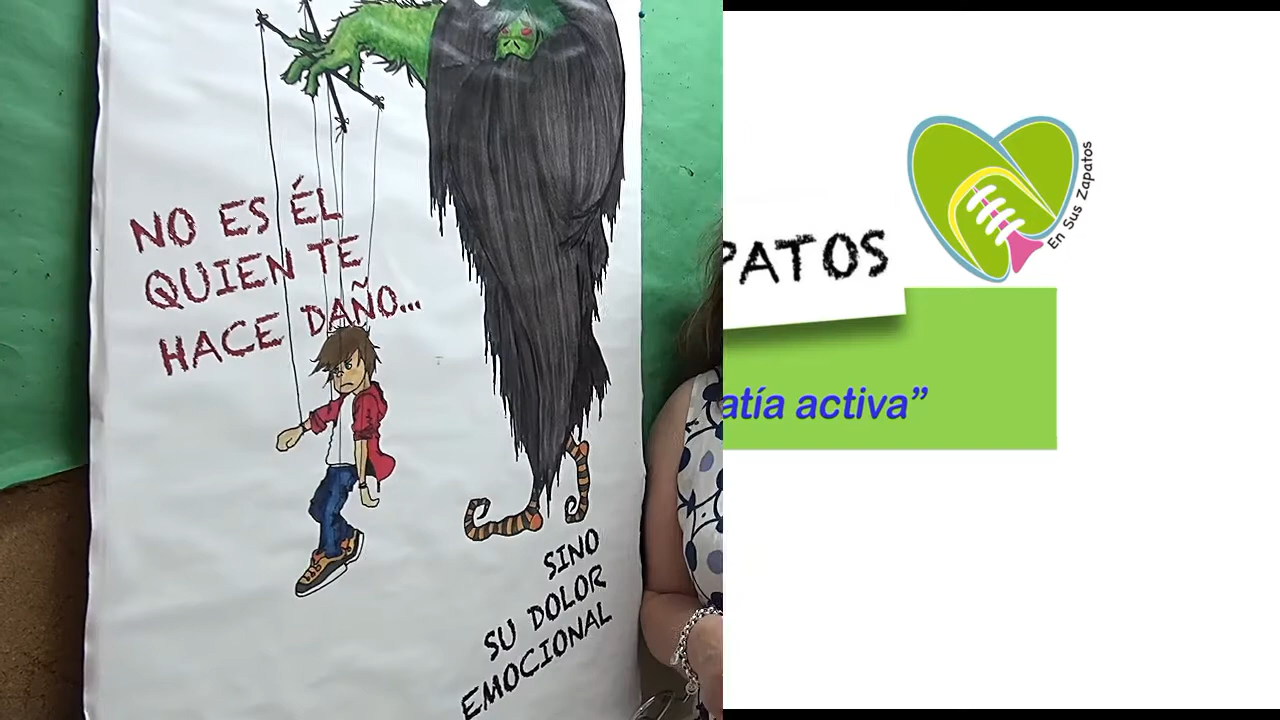 NO ES ÉL
QUIEN TE
HACE DAÑO...
SINO
SU DOLOR
EMOCIONAL
PATOS
En Sus Zapatos
atía activa”